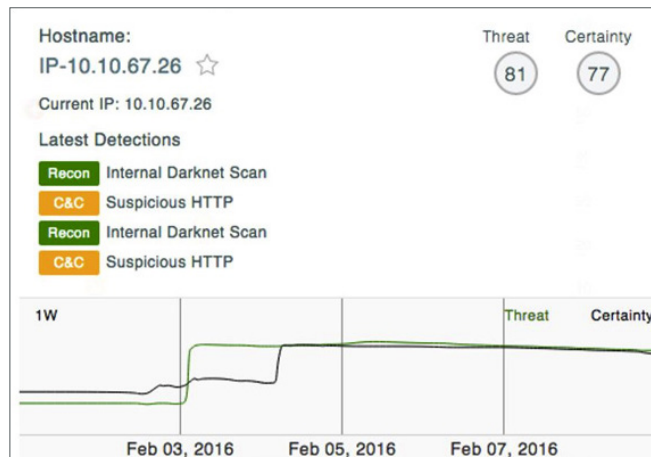 Hostname:
IP-10.10.67.26
Threat
81
Certainty
77
Current IP: 10.10.67.26
Latest Detections
Recon Internal Darknet Scan
C&C Suspicious HTTP
Recon Internal Darknet Scan
C&C Suspicious HTTP
1W
Threat Certainty
Feb 03, 2016 Feb 05, 2016 Feb 07, 2016